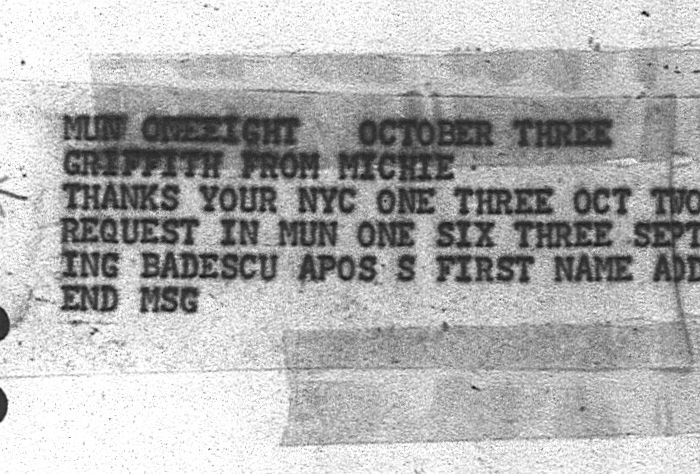 MUN ONEEIGHT OCTOBER THREE
GRIFFITH FROM MICHIE
THANKS YOUR NYC ONE THREE OCT TWO
REQUEST IN MUN ONE SIX THREE SEPT
ING BADESCU APOS S FIRST NAME ADD
END MSG